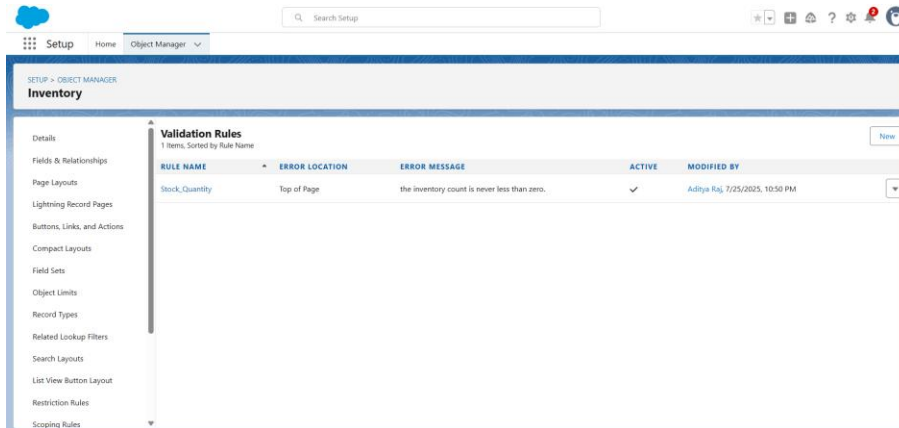 Search Setup
2
Setup Home Object Manager
SETUP > OBJECT MANAGER
Inventory
Details
Fields & Relationships
Page Layouts
Lightning Record Pages
Buttons, Links, and Actions
Compact Layouts
Field Sets
Object Limits
Record Types
Related Lookup Filters
Search Layouts
List View Button Layout
Restriction Rules
Scoping Rules
Validation Rules
1 Items, Sorted by Rule Name
New
RULE NAME ERROR LOCATION ERROR MESSAGE ACTIVE MODIFIED BY
Stock_Quantity Top of Page the inventory count is never less than zero. Aditya Raj, 7/25/2025, 10:50 PM